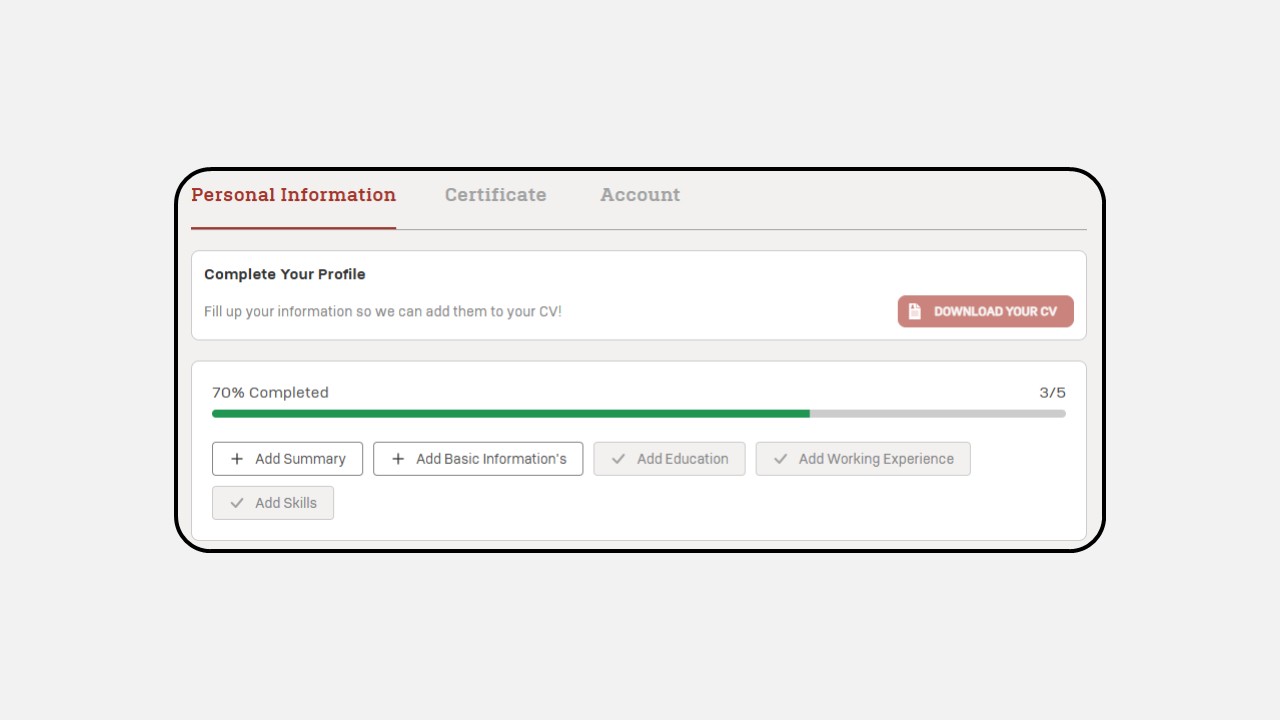 Personal Information Certificate Account
Complete Your Profile
Fill up your information so we can add them to your CV!
DOWNLOAD YOUR CV
70% Completed 3/5
Add Summary Add Basic Information's Add Education Add Working Experience
Add Skills